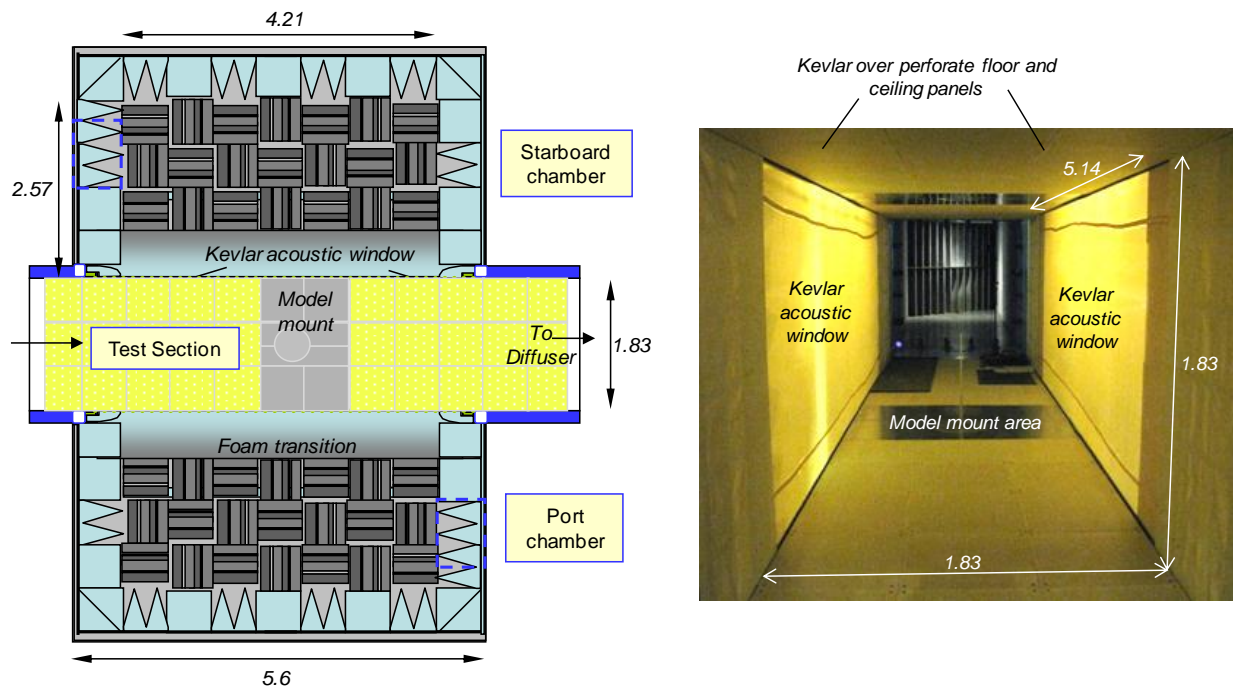 4.21
Starboard
chamber
2.57
Kevlar acoustic window
Model
mount
Test Section
To
Diffuser
1.83
Foam transition
Port
chamber
5.6
Kevlar over perforate floor and
ceiling panels
5.14
Kevlar
acoustic
window
Kevlar
acoustic
window
1.83
Model mount area
1.83